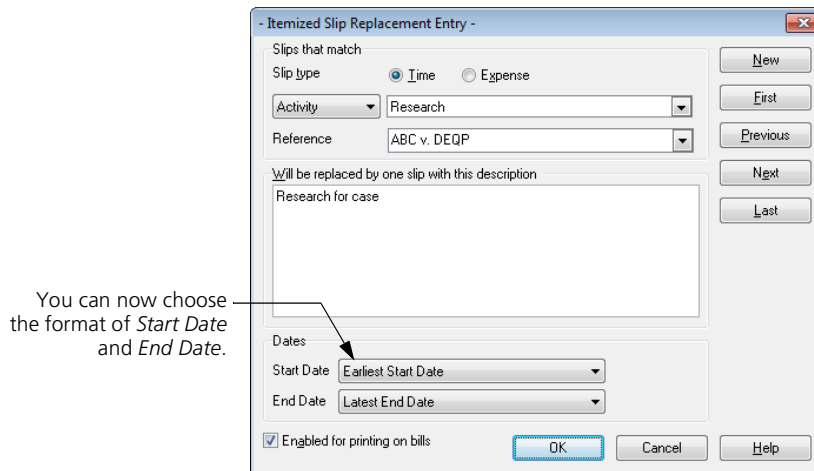 - Itemized Slip Replacement Entry -
Slips that match
Slip type Time Expense
Activity Research
Reference ABC v. DEQP
Will be replaced by one slip with this description
Research for case
Dates
Start Date Earliest Start Date
End Date Latest End Date
Enabled for printing on bills
OK Cancel Help
New
First
Previous
Next
Last
You can now choose
the format of Start Date
and End Date.